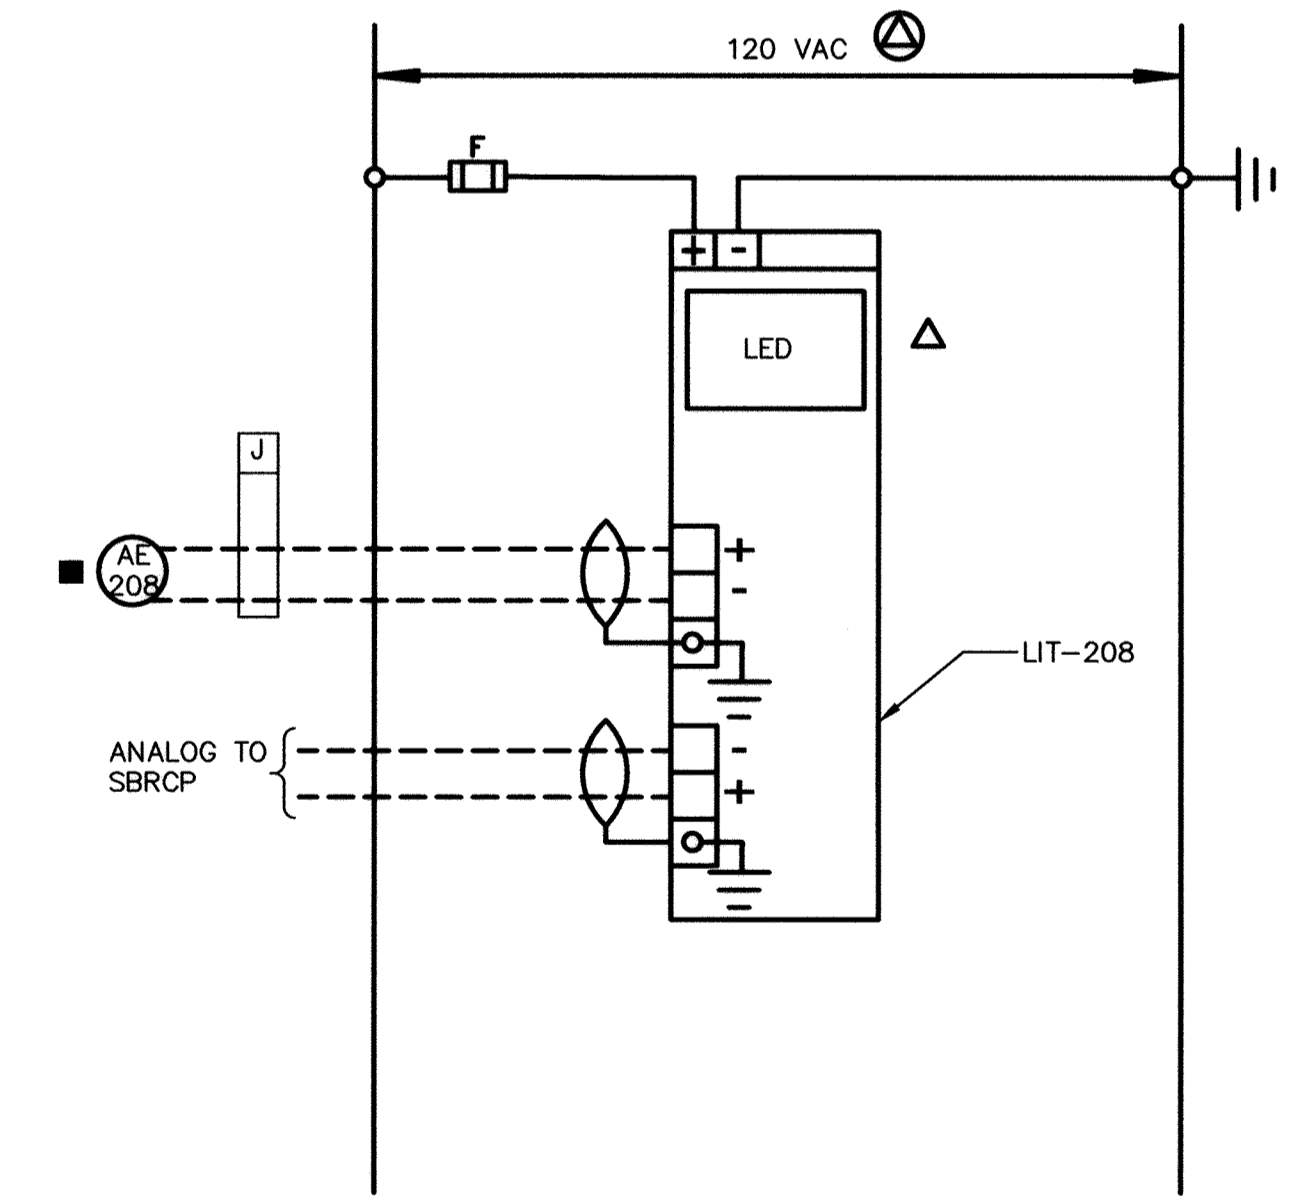 120 VAC
F
+ -
LED
J
AE
208
+
-
LIT-208
ANALOG TO
SBRCP
-
+